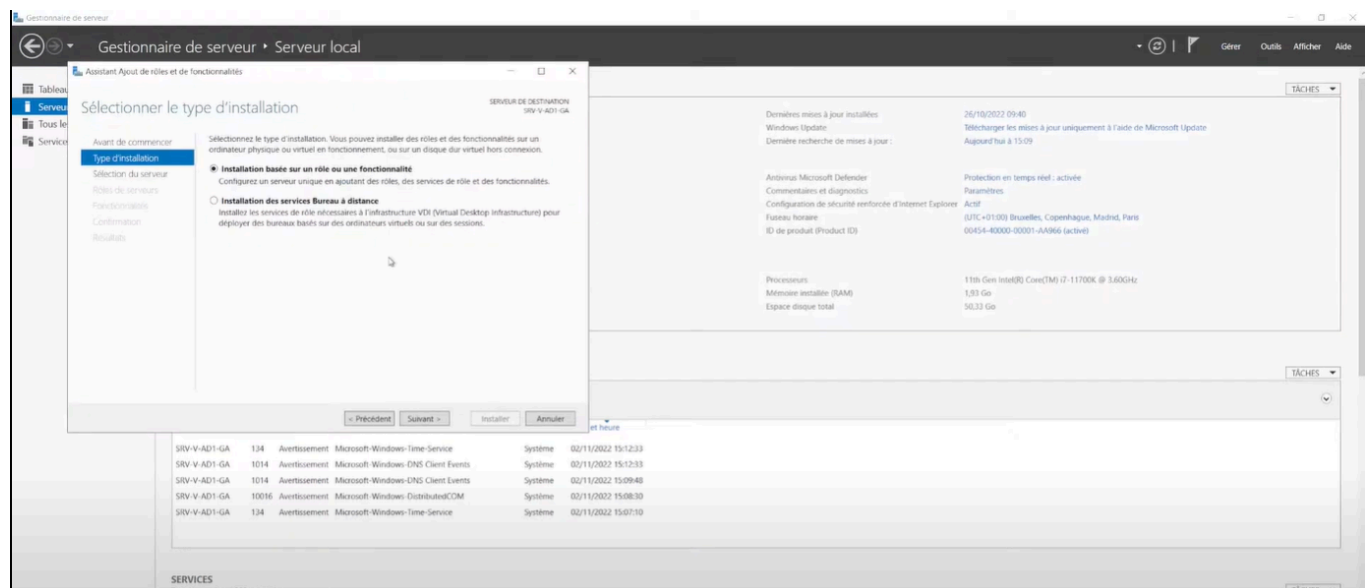 Gestionnaire de serveur
Gestionnaire de serveur • Serveur local
Gérer Outils Afficher Aide
Tableau
Serveu
Tous le
Service
Assistant Ajout de rôles et de fonctionnalités
Sélectionner le type d'installation
SERVEUR DE DESTINATION
SRV-V-AD1-GA
Avant de commencer
Type d'installation
Sélection du serveur
Rôles de serveurs
Fonctionnalités
Confirmation
Résultats
Sélectionnez le type d'installation. Vous pouvez installer des rôles et des fonctionnalités sur un
ordinateur physique ou virtuel en fonctionnement, ou sur un disque dur virtuel hors connexion.
Installation basée sur un rôle ou une fonctionnalité
Configurez un serveur unique en ajoutant des rôles, des services de rôle et des fonctionnalités.
Installation des services Bureau à distance
Installez les services de rôle nécessaires à l'infrastructure VDI (Virtual Desktop Infrastructure) pour
déployer des bureaux basés sur des ordinateurs virtuels ou sur des sessions.
< Précédent Suivant > Installer Annuler
TÂCHES
Dernières mises à jour installées 26/10/2022 09:40
Windows Update Télécharger les mises à jour uniquement à l'aide de Microsoft Update
Dernière recherche de mises à jour : Aujourd'hui à 15:09
Antivirus Microsoft Defender Protection en temps réel : activée
Commentaires et diagnostics Paramètres
Configuration de sécurité renforcée d'Internet Explorer Actif
Fuseau horaire (UTC+01:00) Bruxelles, Copenhague, Madrid, Paris
ID de produit (Product ID) 00454-40000-00001-AA966 (activé)
Processeurs 11th Gen Intel(R) Core(TM) i7-11700K @ 3.60GHz
Mémoire installée (RAM) 1,93 Go
Espace disque total 50,33 Go
TÂCHES
et heure
SRV-V-AD1-GA 134 Avertissement Microsoft-Windows-Time-Service Système 02/11/2022 15:12:33
SRV-V-AD1-GA 1014 Avertissement Microsoft-Windows-DNS Client Events Système 02/11/2022 15:12:33
SRV-V-AD1-GA 1014 Avertissement Microsoft-Windows-DNS Client Events Système 02/11/2022 15:09:48
SRV-V-AD1-GA 10016 Avertissement Microsoft-Windows-DistributedCOM Système 02/11/2022 15:08:30
SRV-V-AD1-GA 134 Avertissement Microsoft-Windows-Time-Service Système 02/11/2022 15:07:10
SERVICES